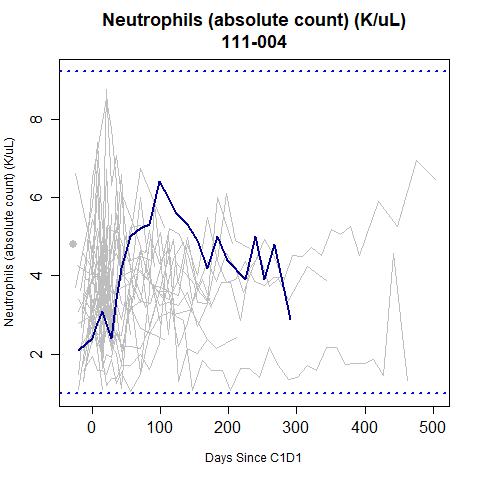 Neutrophils (absolute count) (K/uL)
111-004
Neutrophils (absolute count) (K/uL)
8
6
4
2
0 100 200 300 400 500
Days Since C1D1